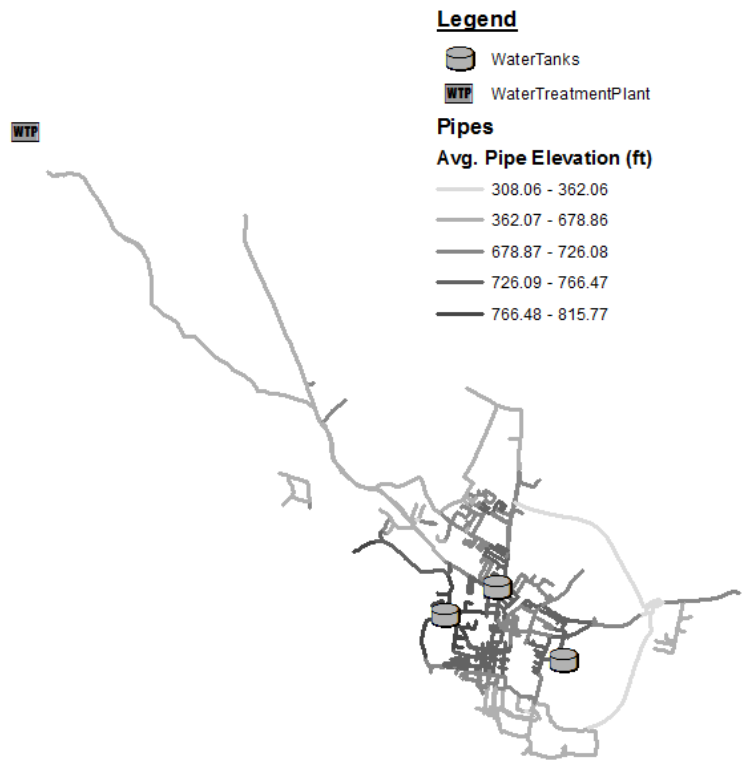 Legend
WaterTanks
WTP WaterTreatmentPlant
WTP
Pipes
Avg. Pipe Elevation (ft)
308.06 - 362.06
362.07 - 678.86
678.87 - 726.08
726.09 - 766.47
766.48 - 815.77